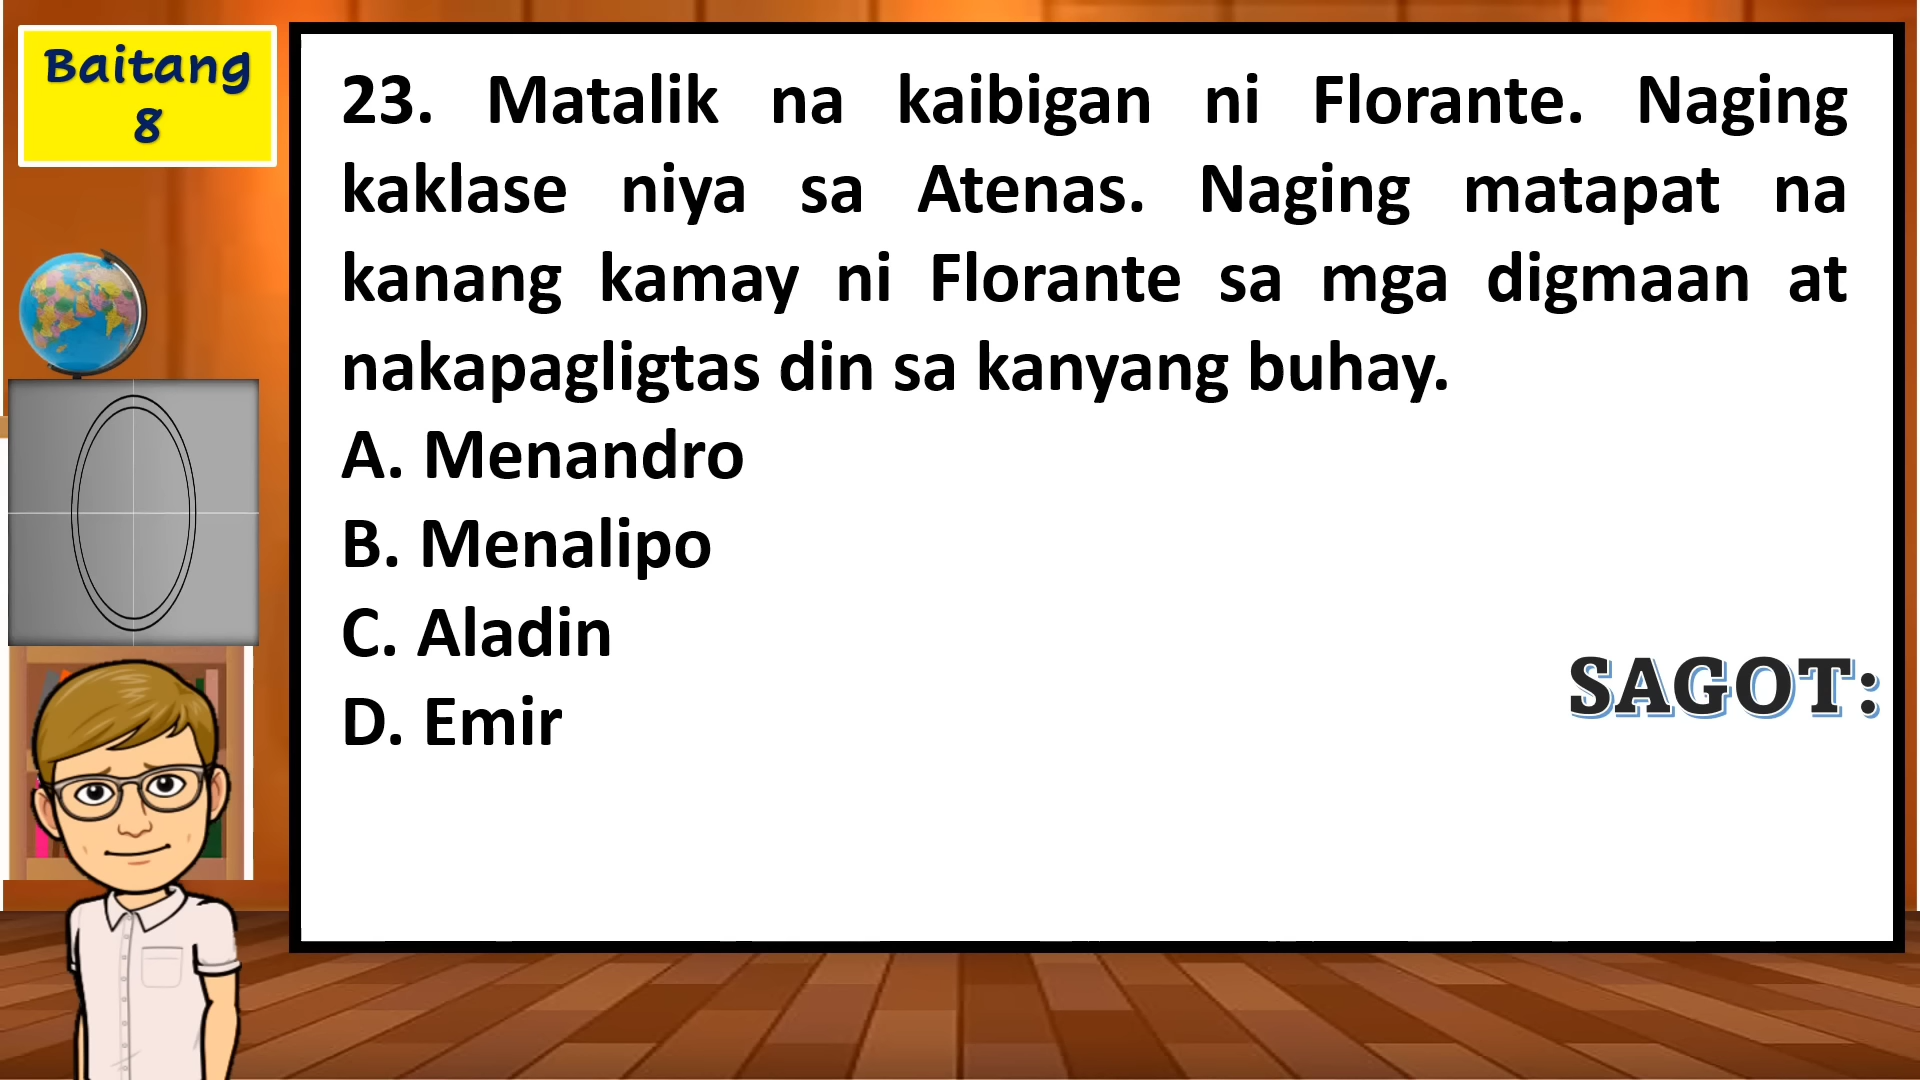 Baitang
8
23. Matalik na kaibigan ni Florante. Naging
kaklase niya sa Atenas. Naging matapat na
kanang kamay ni Florante sa mga digmaan at
nakapagligtas din sa kanyang buhay.
A. Menandro
B. Menalipo
C. Aladin
D. Emir
SAGOT: